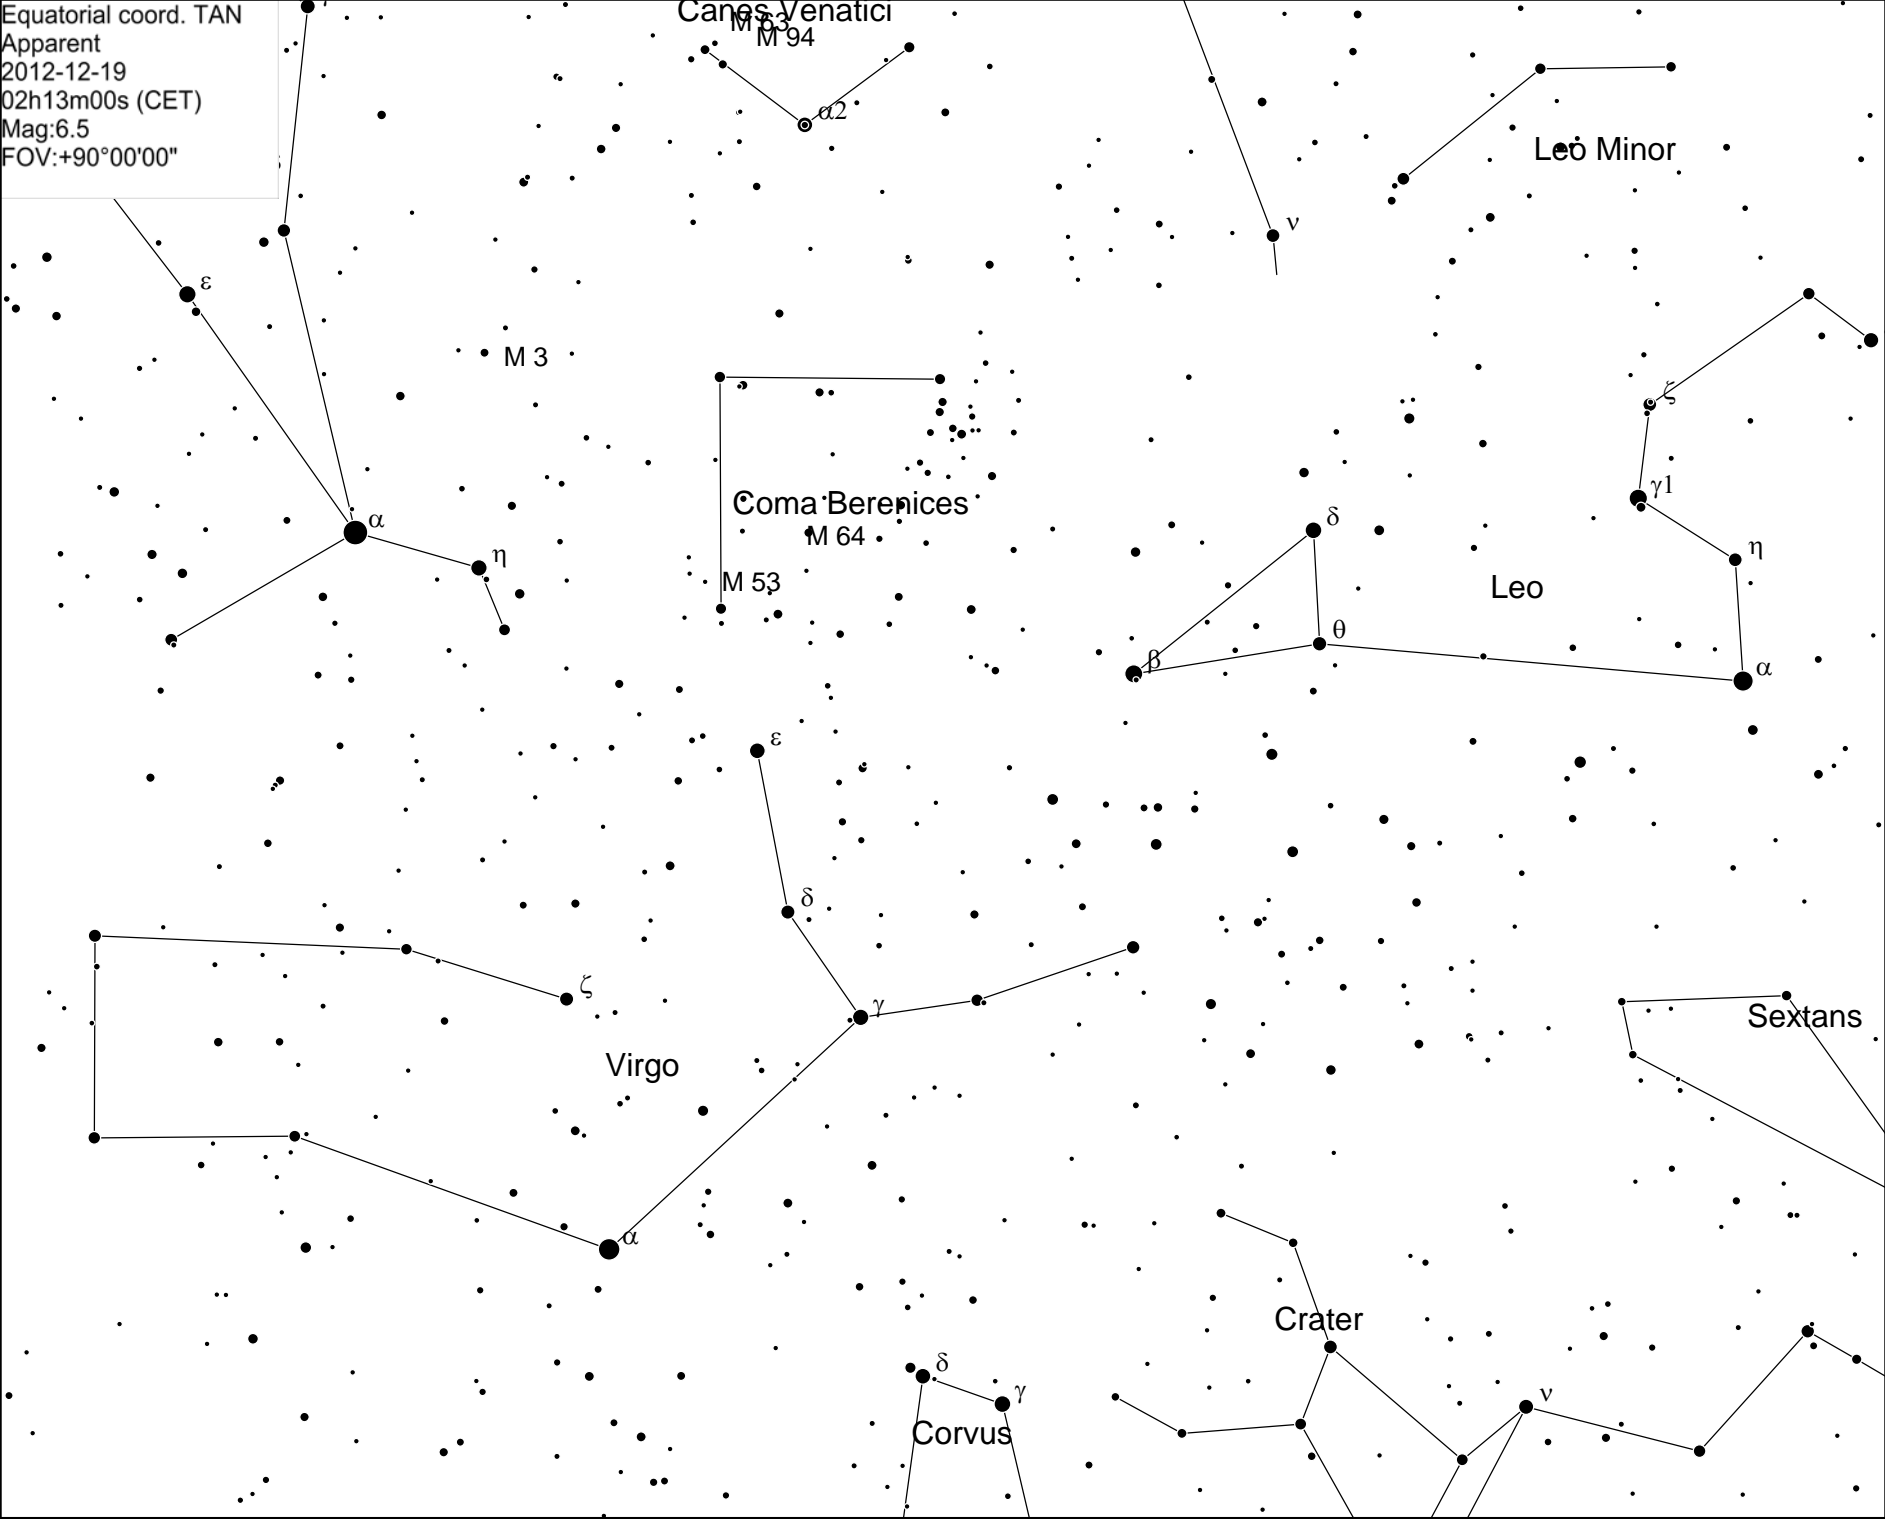 Equatorial coord. TAN
Apparent
2012-12-19
02h13m00s (CET)
Mag:6.5
FOV:+90°00'00"
Canes Venatici
M 63
M 94
α2
Leo Minor
ν
ε
M 3
ζ
γ1
Coma Berenices
α
δ
M 64
η
η
M 53
Leo
θ
β
α
ε
δ
ζ
γ
Sextans
Virgo
α
Crater
δ
γ
ν
Corvus